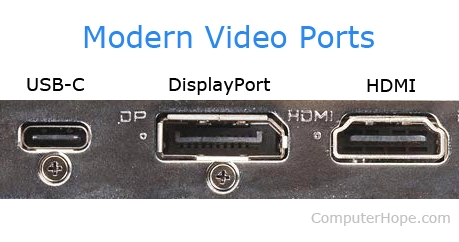 Modern Video Ports
USB-C DisplayPort HDMI
DP HDMI
ComputerHope.com